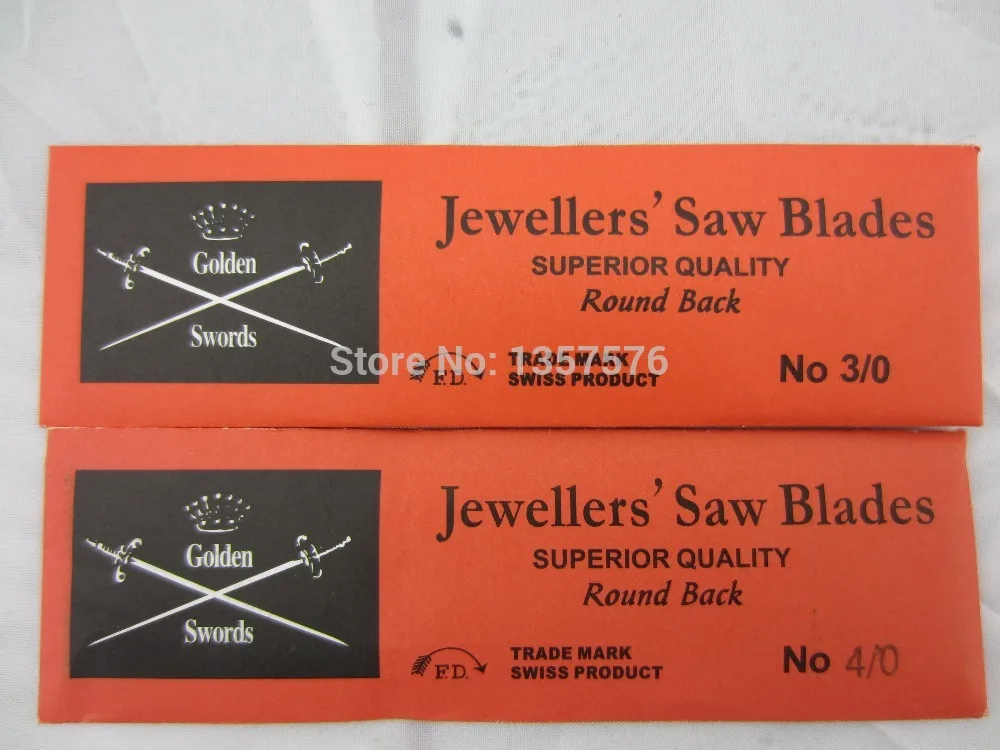 Golden
Swords
Jewellers' Saw Blades
SUPERIOR QUALITY
Round Back
F.D.
TRADE MARK
SWISS PRODUCT
No 3/0
Store No: 1357576
Golden
Swords
Jewellers' Saw Blades
SUPERIOR QUALITY
Round Back
F.D.
TRADE MARK
SWISS PRODUCT
No 4/0